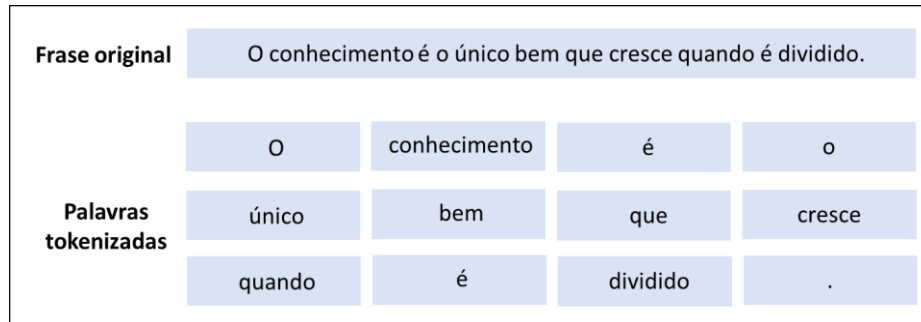 Frase original
O conhecimento é o único bem que cresce quando é dividido.
Palavras
tokenizadas
O conhecimento é o
único bem que cresce
quando é dividido .